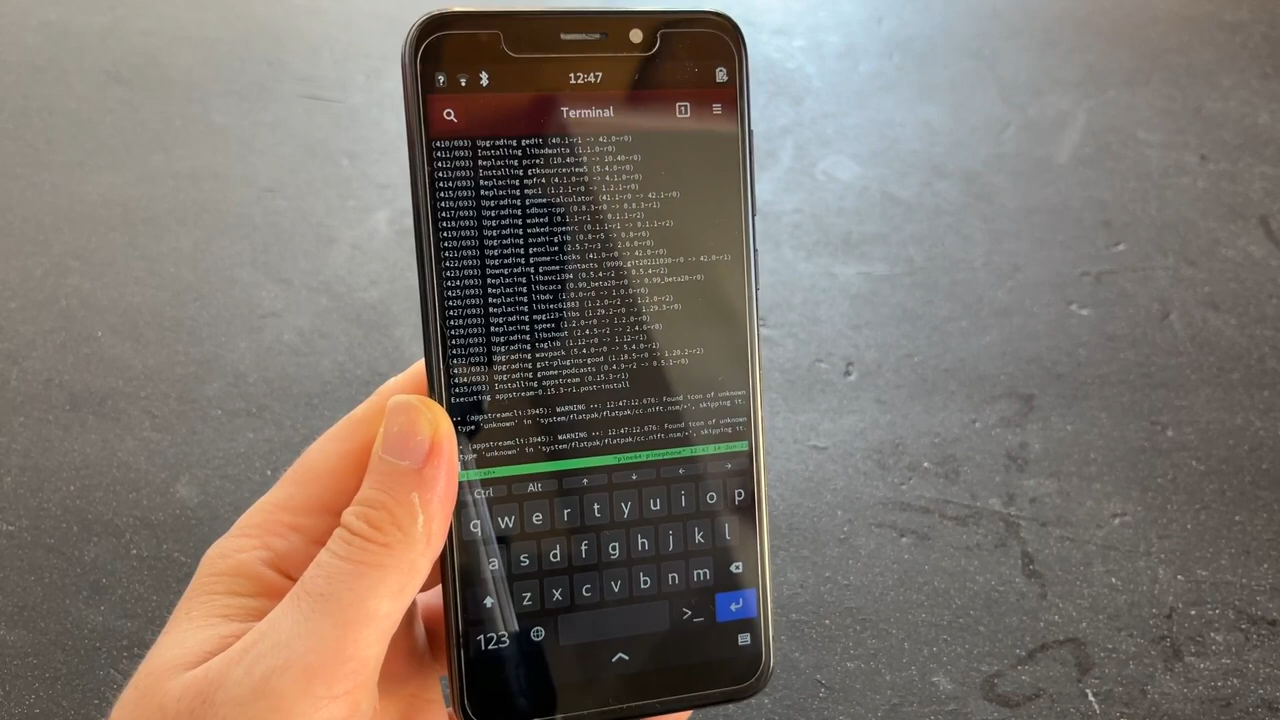 12:47
Terminal
1
(410/693) Upgrading gedit (40.1-r1 -> 42.0-r0)
(411/693) Installing libadwaita (1.1.0-r0)
(412/693) Replacing pcre2 (10.40-r0 -> 10.40-r0)
(413/693) Installing gtksourceview5 (5.4.0-r0)
(414/693) Replacing mpfr4 (4.1.0-r0 -> 4.1.0-r0)
(415/693) Replacing mpc1 (1.2.1-r0 -> 1.2.1-r0)
(416/693) Upgrading gnome-calculator (41.1-r0 -> 42.1-r0)
(417/693) Upgrading sdbus-cpp (0.8.3-r0 -> 0.8.3-r1)
(418/693) Upgrading waked (0.1.1-r1 -> 0.1.1-r2)
(419/693) Upgrading waked-openrc (0.1.1-r1 -> 0.1.1-r2)
(420/693) Upgrading avahi-glib (0.8-r5 -> 0.8-r6)
(421/693) Upgrading geoclue (2.5.7-r3 -> 2.6.0-r0)
(422/693) Upgrading gnome-clocks (41.0-r0 -> 42.0-r0)
(423/693) Downgrading gnome-contacts (9999_git20211030-r0 -> 42.0-r1)
(424/693) Replacing libavc1394 (0.5.4-r2 -> 0.5.4-r2)
(425/693) Replacing libcaca (0.99_beta20-r0 -> 0.99_beta20-r0)
(426/693) Replacing libdv (1.0.0-r6 -> 1.0.0-r6)
(427/693) Replacing libiec61883 (1.2.0-r2 -> 1.2.0-r2)
(428/693) Upgrading mpg123-libs (1.29.2-r0 -> 1.29.3-r0)
(429/693) Replacing speex (1.2.0-r0 -> 1.2.0-r0)
(430/693) Upgrading libshout (2.4.5-r2 -> 2.4.6-r0)
(431/693) Upgrading taglib (1.12-r0 -> 1.12-r1)
(432/693) Upgrading wavpack (5.4.0-r0 -> 5.4.0-r1)
(433/693) Upgrading gst-plugins-good (1.18.5-r0 -> 1.20.2-r2)
(434/693) Upgrading gnome-podcasts (0.4.9-r2 -> 0.5.1-r0)
(435/693) Installing appstream (0.15.3-r1)
Executing appstream-0.15.3-r1.post-install
** (appstreamcli:3945): WARNING **: 12:47:12.676: Found icon of unknown
type 'unknown' in 'system/flatpak/flatpak/cc.nift.nsm/*', skipping it.
* (appstreamcli:3945): WARNING **: 12:47:12.676: Found icon of unknown
type 'unknown' in 'system/flatpak/flatpak/cc.nift.nsm/*', skipping it.
"pine64-pinephone" 12:47 14-Jun-22
Ctrl Alt ↑ ↓ ← →
q w e r t y u i o p
a s d f g h j k l
z x c v b n m
123 >_